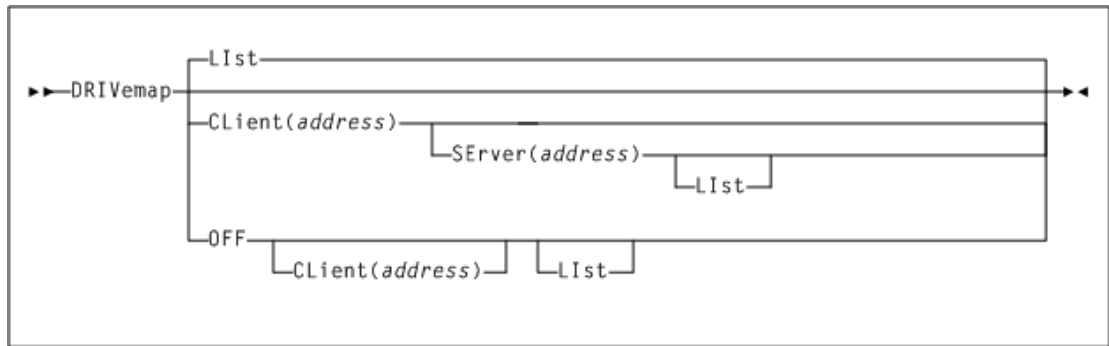 LIst
DRIVemap
CLient(address)
SErver(address)
LIst
OFF
CLient(address)
LIst